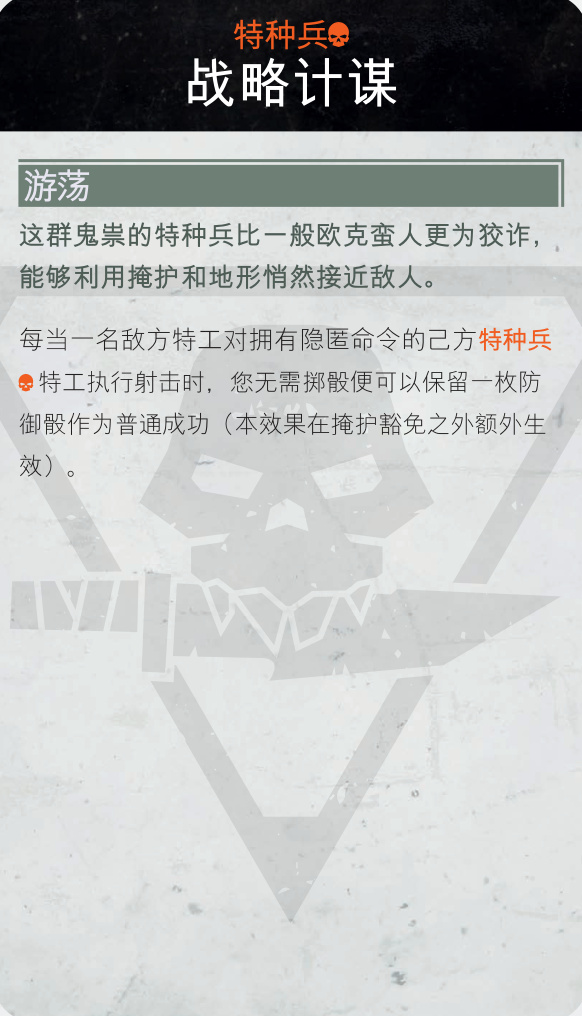 特种兵
战略计谋
游荡
这群鬼祟的特种兵比一般欧克蛮人更为狡诈，
能够利用掩护和地形悄然接近敌人。
每当一名敌方特工对拥有隐匿命令的己方特种兵
特工执行射击时，您无需掷骰便可以保留一枚防
御骰作为普通成功（本效果在掩护豁免之外额外生
效）。